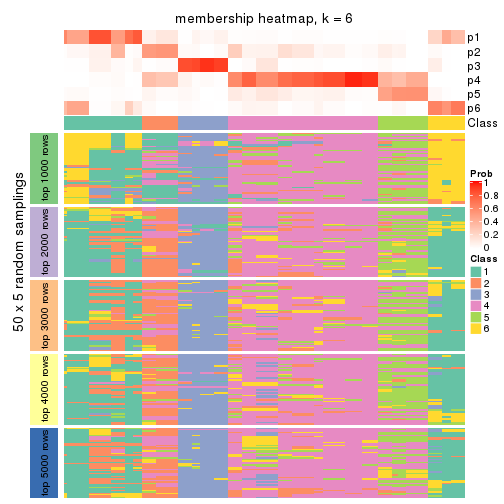 membership heatmap, k = 6
p1
p2
p3
p4
p5
p6
Class
50 x 5 random samplings
top 1000 rows
top 2000 rows
top 3000 rows
top 4000 rows
top 5000 rows
Prob
1
0.8
0.6
0.4
0.2
0
Class
1
2
3
4
5
6